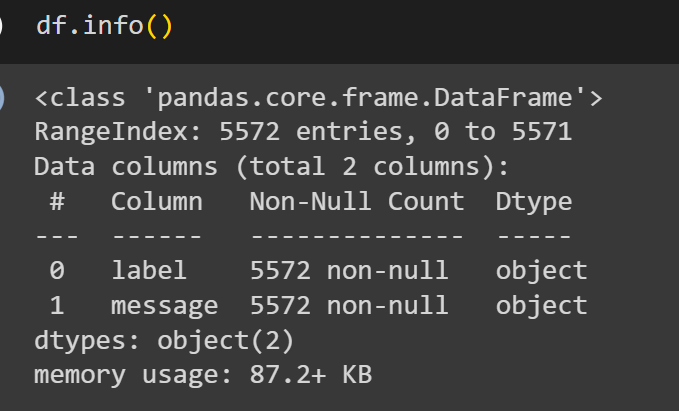 df.info()
<class 'pandas.core.frame.DataFrame'>
RangeIndex: 5572 entries, 0 to 5571
Data columns (total 2 columns):
 #   Column   Non-Null Count  Dtype
---  ------   --------------  -----
 0   label    5572 non-null   object
 1   message  5572 non-null   object
dtypes: object(2)
memory usage: 87.2+ KB